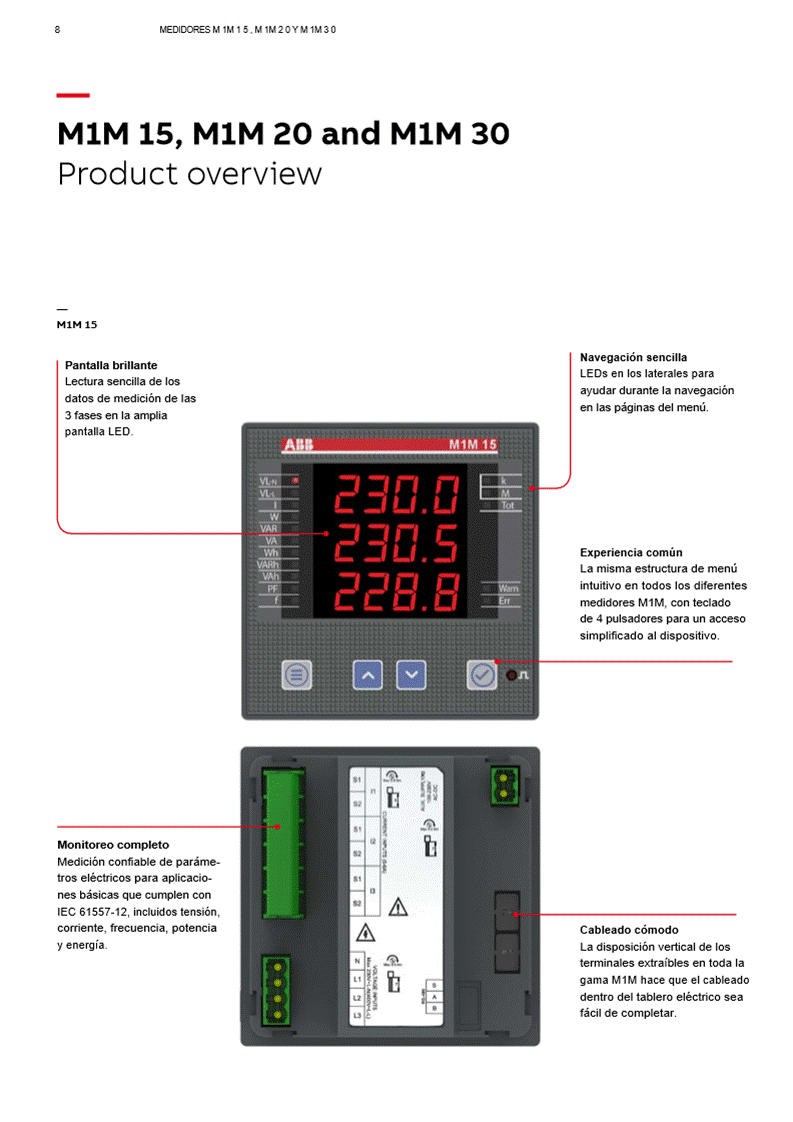 8
MEDIDORES M 1M 1 5 , M 1M 2 0 Y M 1M 3 0
M1M 15, M1M 20 and M1M 30
Product overview
M1M 15
Pantalla brillante
Lectura sencilla de los
datos de medición de las
3 fases en la amplia
pantalla LED.
Navegación sencilla
LEDs en los laterales para
ayudar durante la navegación
en las páginas del menú.
ABB
M1M 15
VL-N
VL-L
I
W
VAR
VA
Wh
VARh
VAh
PF
f
230.0
230.5
228.8
k
M
Tot
Warn
Err
Experiencia común
La misma estructura de menú
intuitivo en todos los diferentes
medidores M1M, con teclado
de 4 pulsadores para un acceso
simplificado al dispositivo.
Monitoreo completo
Medición confiable de paráme-
tros eléctricos para aplicacio-
nes básicas que cumplen con
IEC 61557-12, incluidos tensión,
corriente, frecuencia, potencia
y energía.
S1
S2
S1
S2
S1
S2
I1
I2
I3
CURRENT INPUTS
N
L1
L2
L3
VOLTAGE INPUTS
S
A
B
Cableado cómodo
La disposición vertical de los
terminales extraíbles en toda la
gama M1M hace que el cableado
dentro del tablero eléctrico sea
fácil de completar.